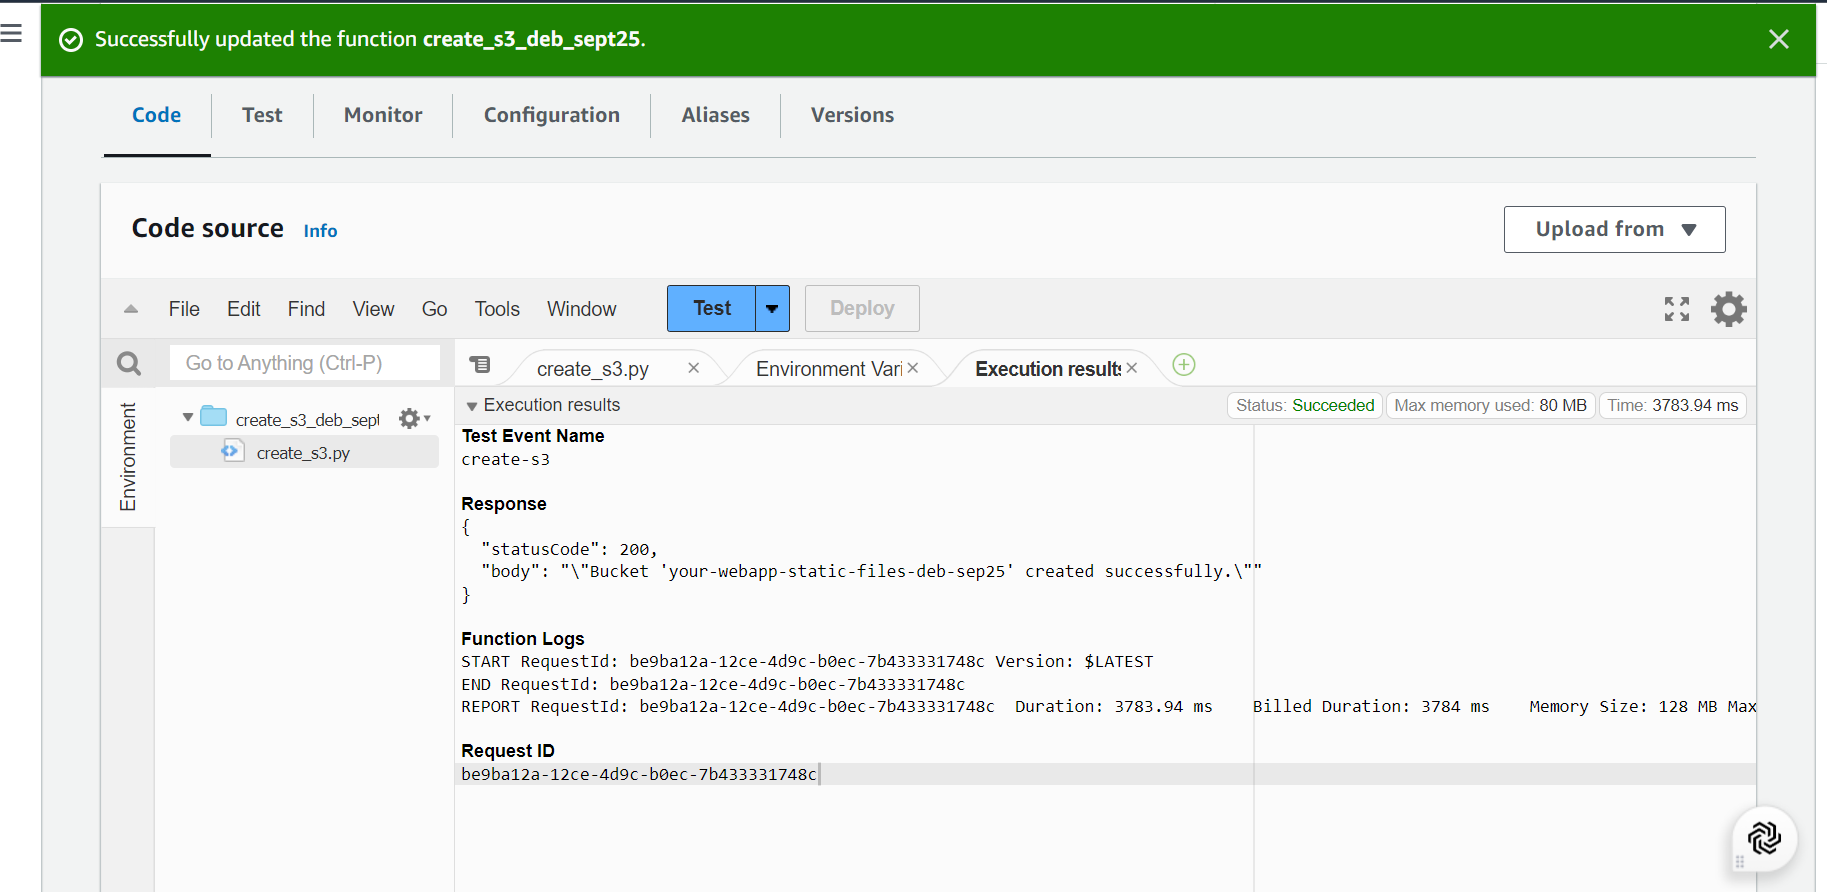 Successfully updated the function create_s3_deb_sept25.
Code Test Monitor Configuration Aliases Versions
Code source Info
Upload from
File Edit Find View Go Tools Window Test Deploy
Go to Anything (Ctrl-P)
create_s3.py Environment Vari Execution results
Environment
create_s3_deb_sept
create_s3.py
Execution results
Status: Succeeded Max memory used: 80 MB Time: 3783.94 ms
Test Event Name
create-s3
Response
{
"statusCode": 200,
"body": "\"Bucket 'your-webapp-static-files-deb-sep25' created successfully.\""
}
Function Logs
START RequestId: be9ba12a-12ce-4d9c-b0ec-7b433331748c Version: $LATEST
END RequestId: be9ba12a-12ce-4d9c-b0ec-7b433331748c
REPORT RequestId: be9ba12a-12ce-4d9c-b0ec-7b433331748c Duration: 3783.94 ms Billed Duration: 3784 ms Memory Size: 128 MB Max
Request ID
be9ba12a-12ce-4d9c-b0ec-7b433331748c